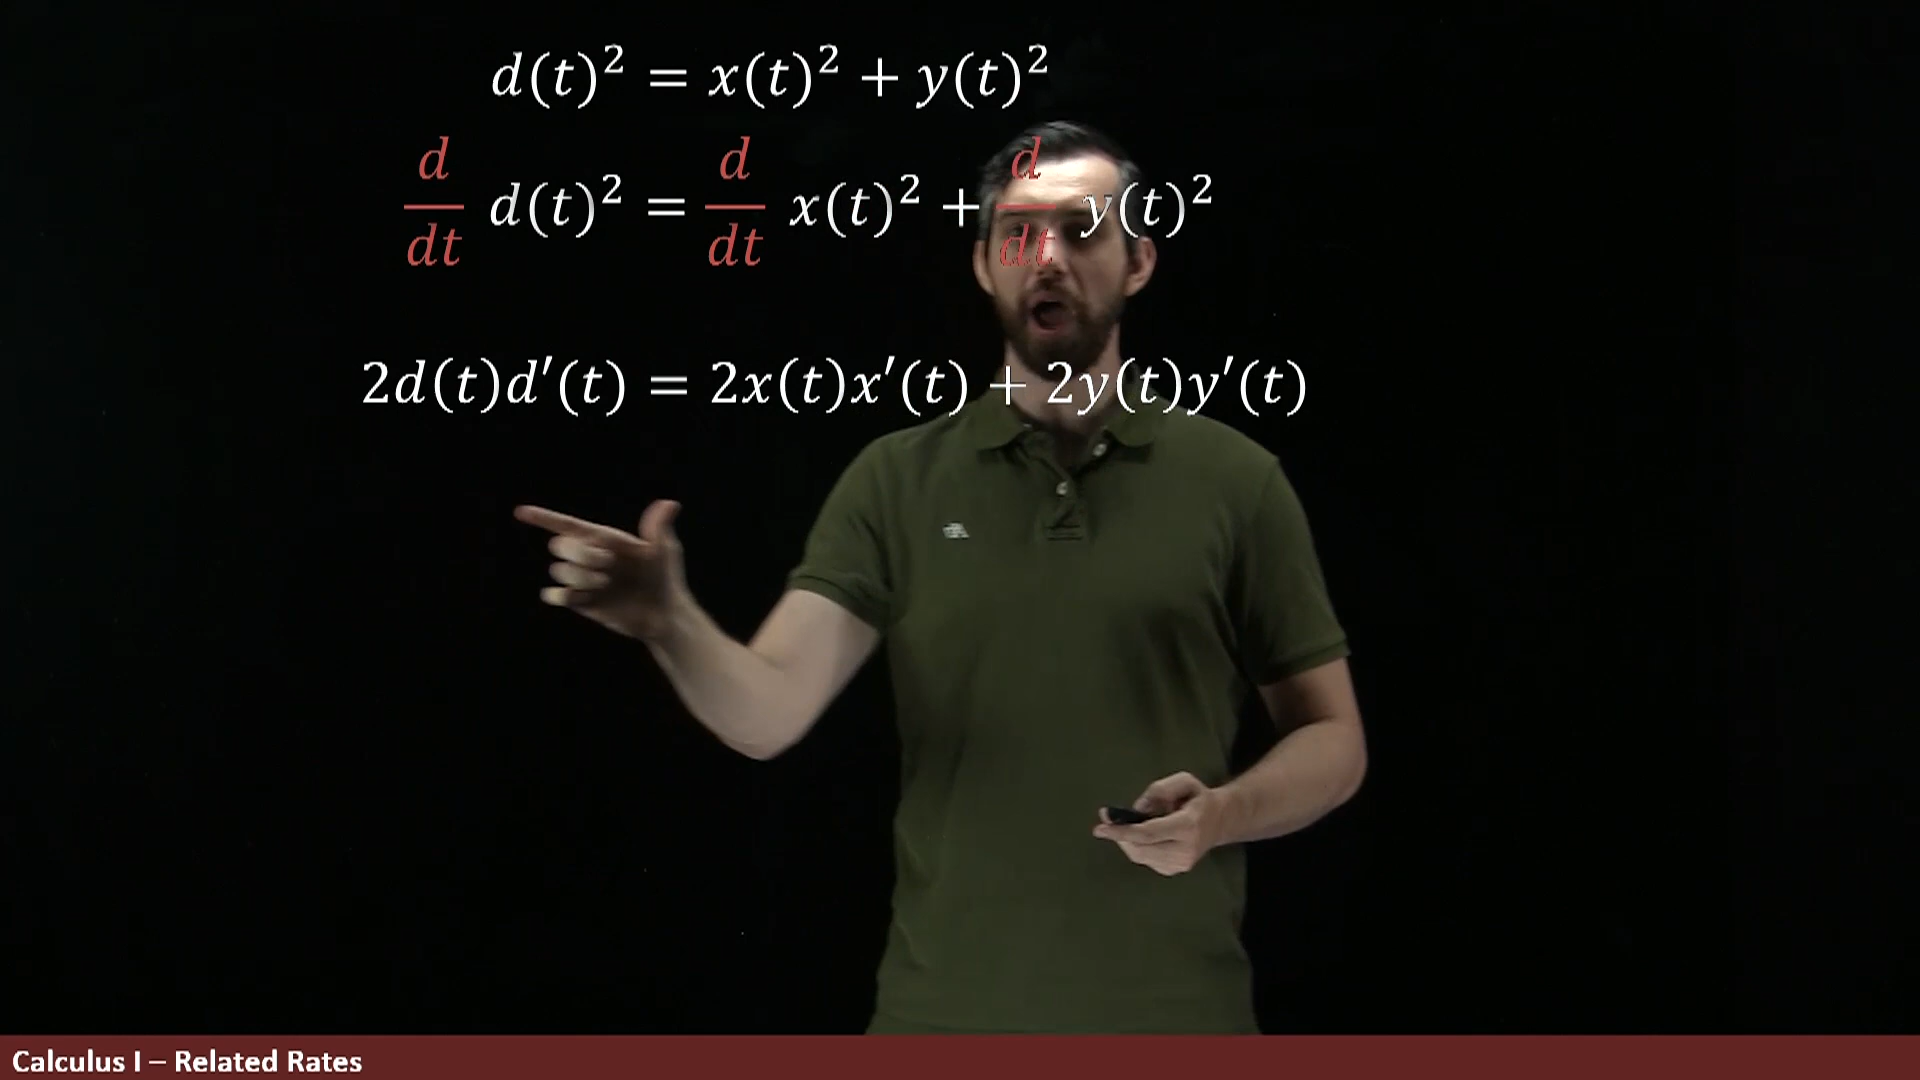 d(t)² = x(t)² + y(t)²
d/dt d(t)² = d/dt x(t)² + d/dt y(t)²
2d(t)d′(t) = 2x(t)x′(t) + 2y(t)y′(t)
Calculus I – Related Rates